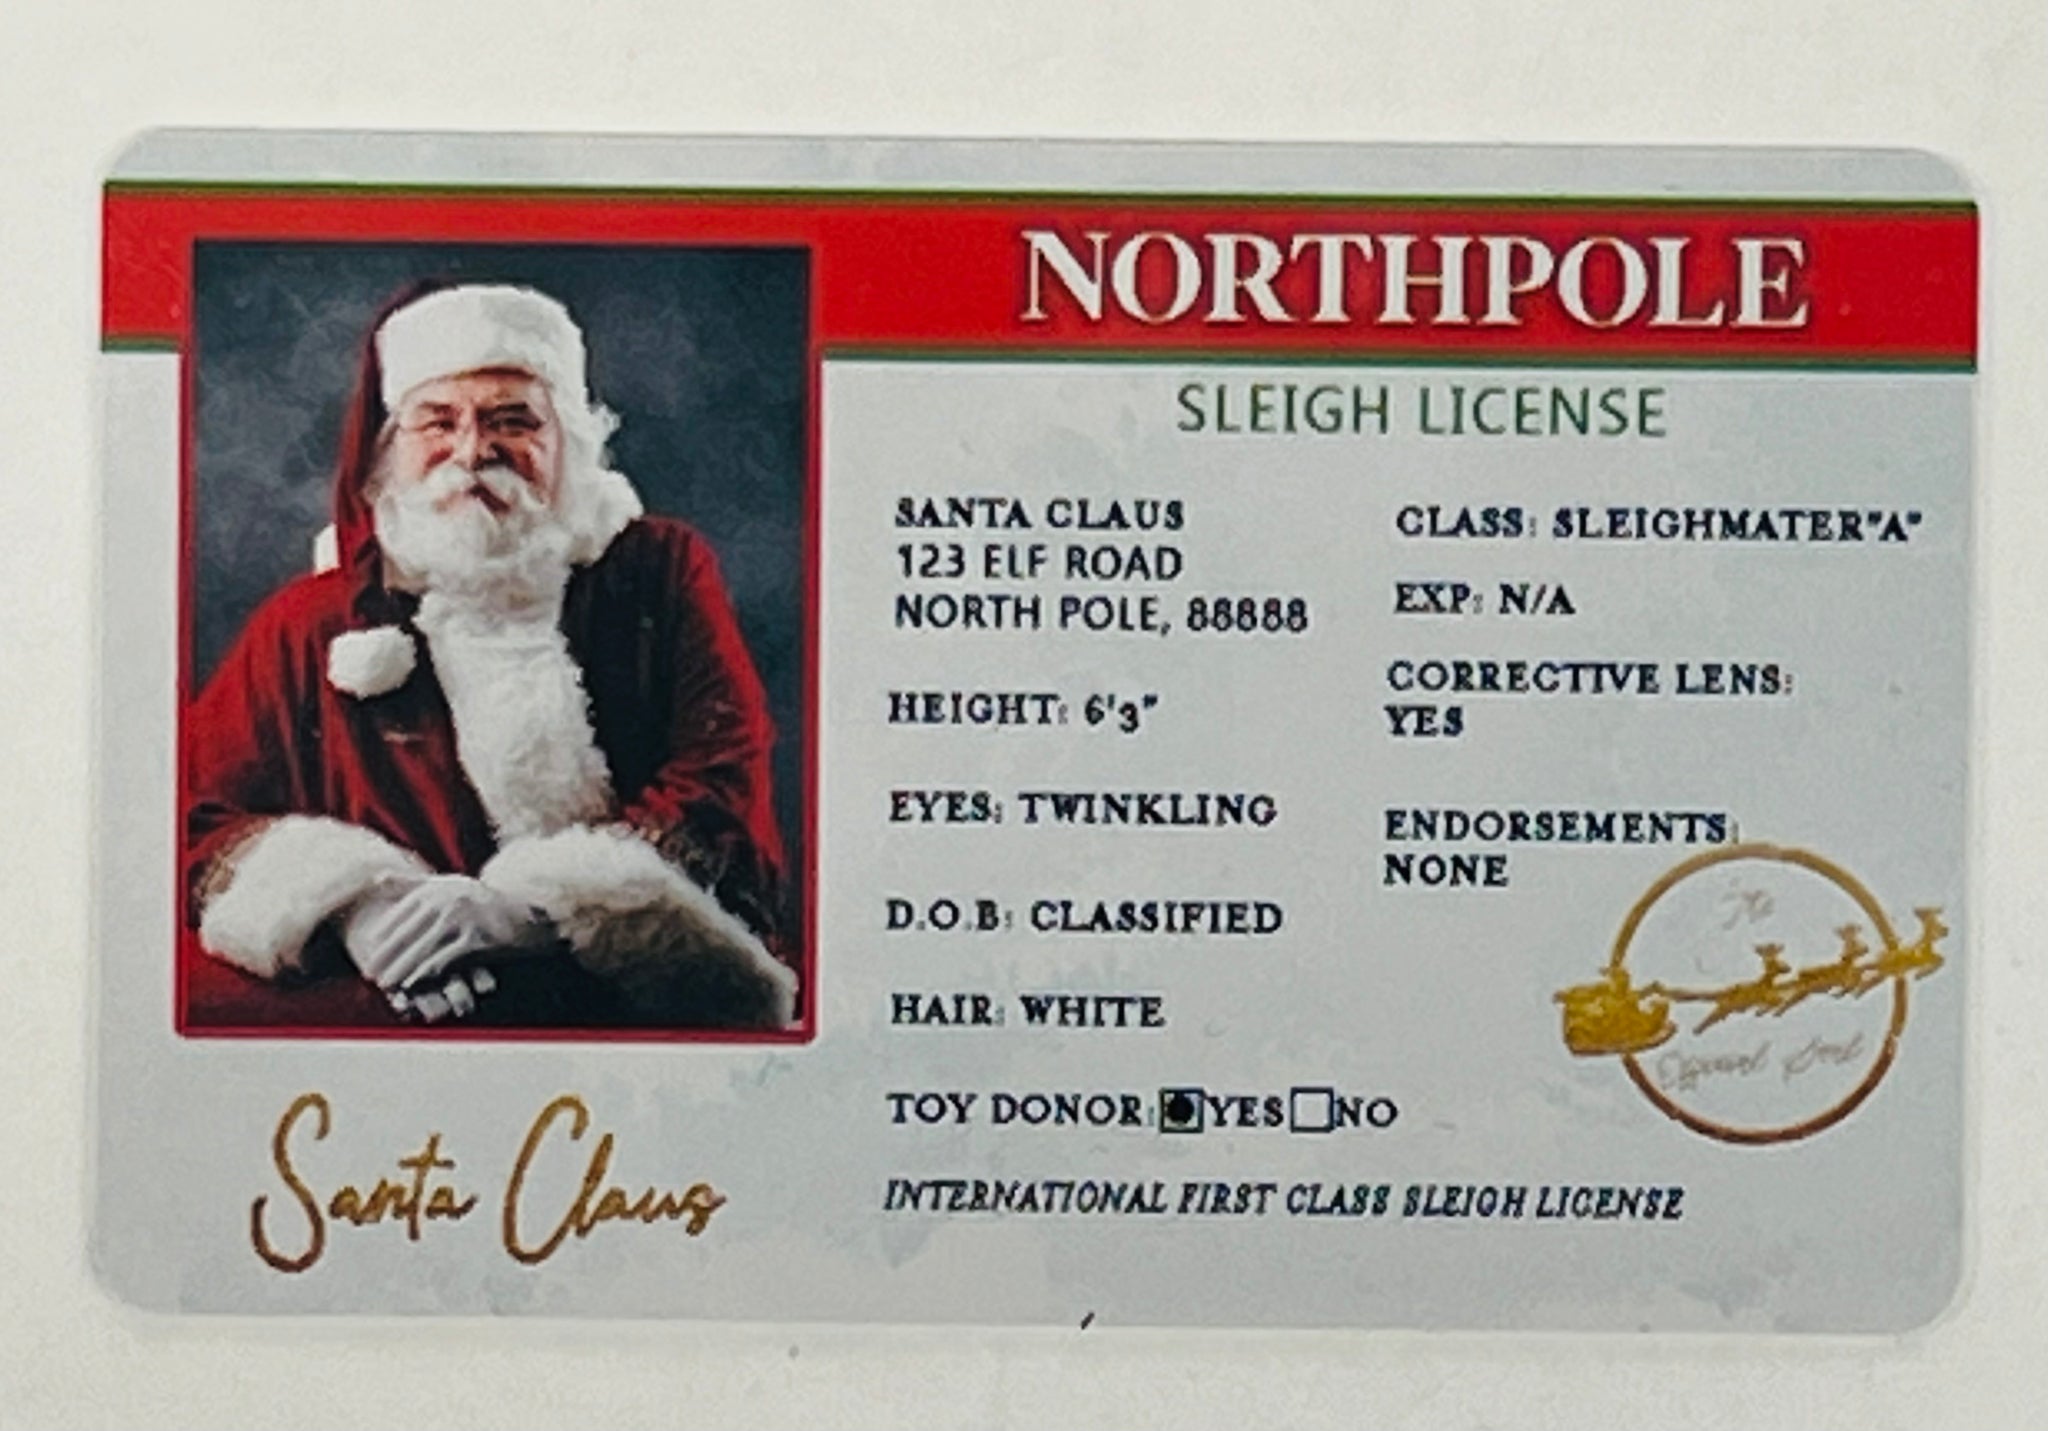 NORTHPOLE
SLEIGH LICENSE
SANTA CLAUS
123 ELF ROAD
NORTH POLE, 88888
HEIGHT: 6'3"
EYES: TWINKLING
D.O.B: CLASSIFIED
HAIR: WHITE
TOY DONOR: YES NO
CLASS: SLEIGHMATER"A"
EXP: N/A
CORRECTIVE LENS:
YES
ENDORSEMENTS:
NONE
INTERNATIONAL FIRST CLASS SLEIGH LICENSE
Santa Claus